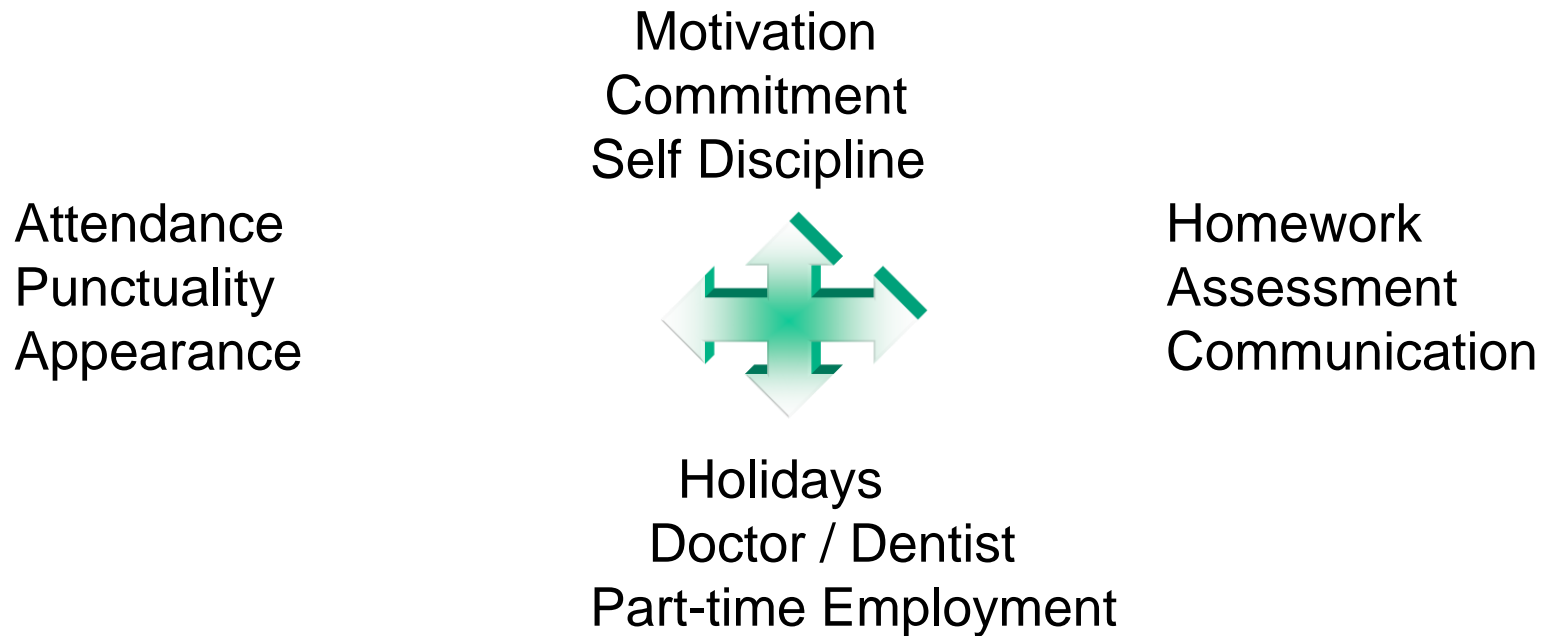 Motivation
Commitment
Self Discipline
Attendance
Punctuality
Appearance
Homework
Assessment
Communication
Holidays
Doctor / Dentist
Part-time Employment